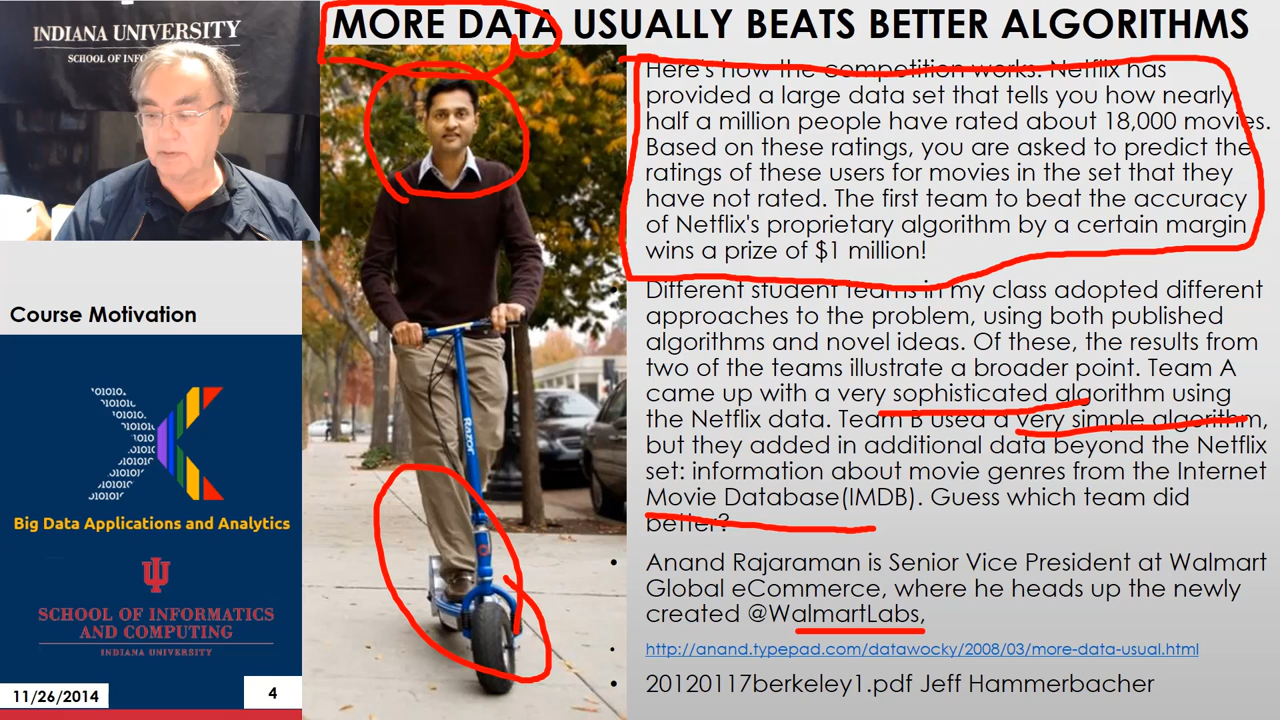 INDIANA UNIVERSITY
MORE DATA USUALLY BEATS BETTER ALGORITHMS
Here's how the competition works. Netflix has
provided a large data set that tells you how nearly
half a million people have rated about 18,000 movies.
Based on these ratings, you are asked to predict the
ratings of these users for movies in the set that they
have not rated. The first team to beat the accuracy
of Netflix's proprietary algorithm by a certain margin
wins a prize of $1 million!
Different student teams in my class adopted different
approaches to the problem, using both published
algorithms and novel ideas. Of these, the results from
two of the teams illustrate a broader point. Team A
came up with a very sophisticated algorithm using
the Netflix data. Team B used a very simple algorithm,
but they added in additional data beyond the Netflix
set: information about movie genres from the Internet
Movie Database(IMDB). Guess which team did
better?
• Anand Rajaraman is Senior Vice President at Walmart
Global eCommerce, where he heads up the newly
created @WalmartLabs,
• http://anand.typepad.com/datawocky/2008/03/more-data-usual.html
• 20120117berkeley1.pdf Jeff Hammerbacher
RAZOR
SCHOOL OF
Course Motivation
Big Data Applications and Analytics
SCHOOL OF INFORMATICS
AND COMPUTING
INDIANA UNIVERSITY
11/26/2014
4